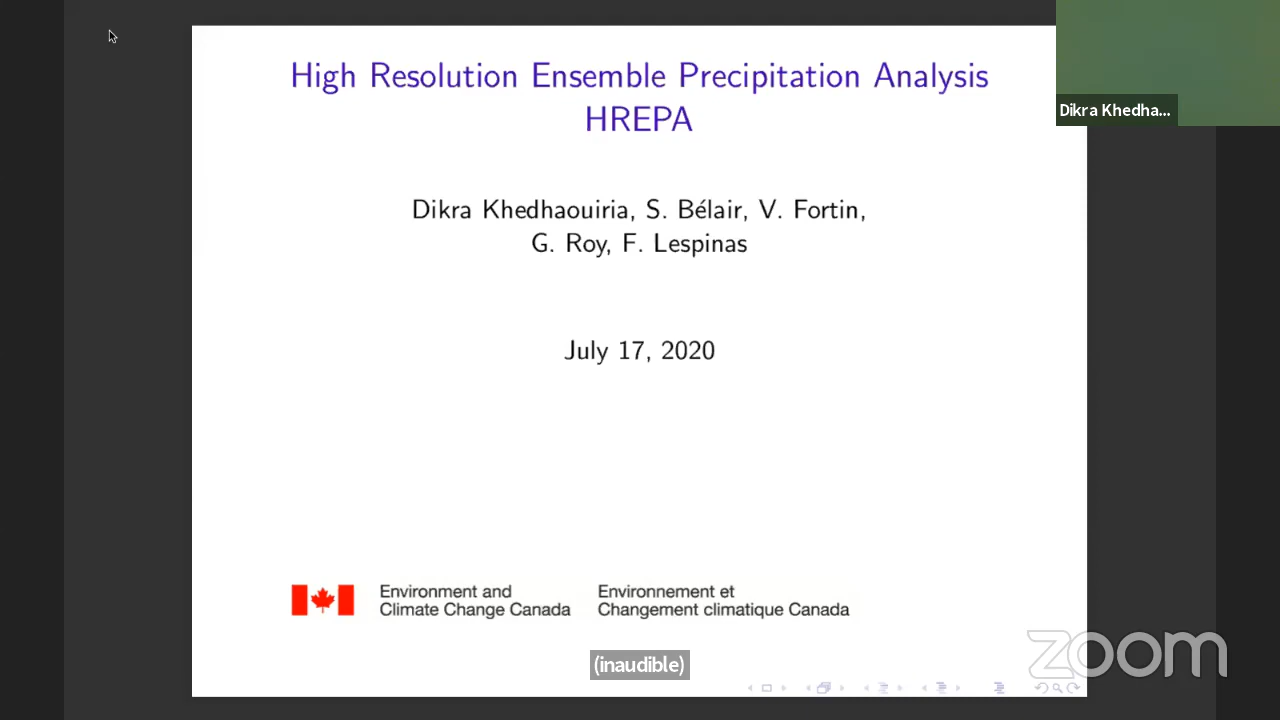 High Resolution Ensemble Precipitation Analysis
HREPA
Dikra Khedha...
Dikra Khedhaouiria, S. Bélair, V. Fortin,
G. Roy, F. Lespinas
July 17, 2020
Environment and
Climate Change Canada
Environnement et
Changement climatique Canada
(inaudible)
zoom